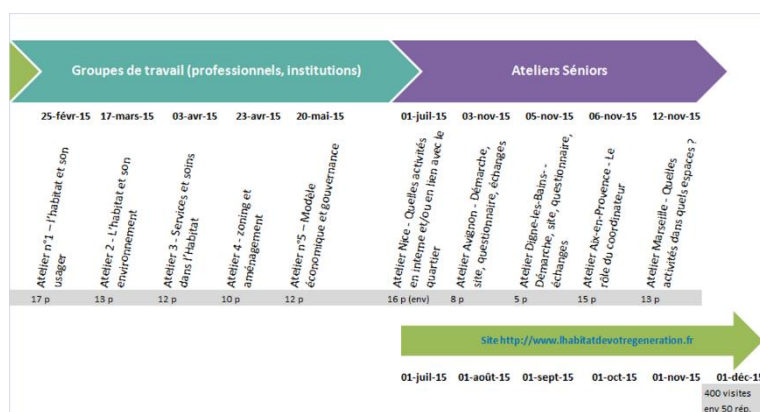 Groupes de travail (professionnels, institutions)
Ateliers Séniors
25-févr-15 17-mars-15 03-avr-15 23-avr-15 20-mai-15 01-juil-15 03-nov-15 05-nov-15 06-nov-15 12-nov-15
Atelier n°1 – l'habitat et son
usager
Atelier 2 - L'habitat et son
environnement
Atelier 3 - Services et soins
dans l'Habitat
Atelier 4 - zoning et
aménagement
Atelier n°5 – Modèle
économique et gouvernance
Atelier Nice - Quelles activités
en interne et/ou en lien avec le
quartier
Atelier Avignon - Démarche,
site, questionnaire, échanges
Atelier Digne-les-Bains- -
Démarche, site, questionnaire,
échanges
Atelier Aix-en-Provence - Le
rôle du coordinateur
Atelier Marseille - Quelles
activités dans quels espaces ?
17 p 13 p 12 p 10 p 12 p 16 p (env) 8 p 5 p 15 p 13 p
Site http://www.lhabitatdevotregeneration.fr
01-juil-15 01-août-15 01-sept-15 01-oct-15 01-nov-15 01-déc-15
400 visites
env 50 rép.